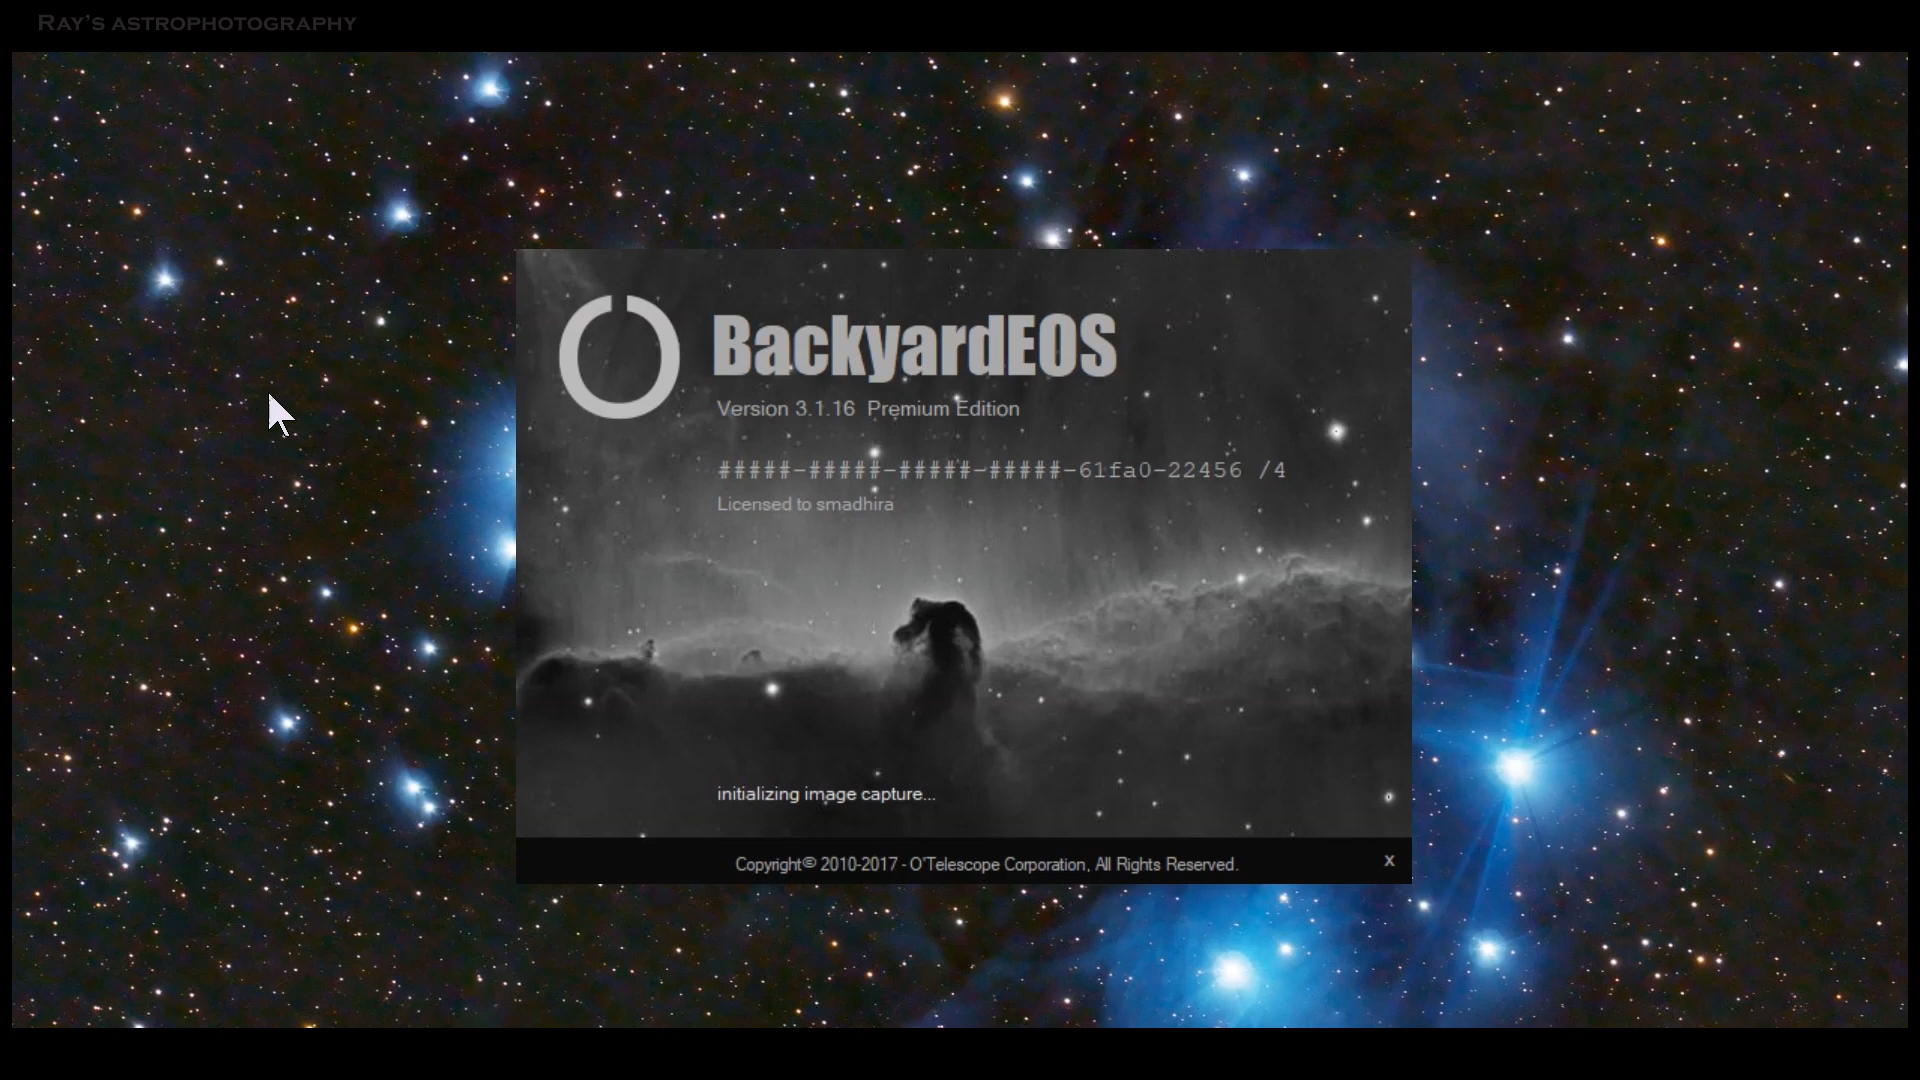 RAY'S ASTROPHOTOGRAPHY
BackyardEOS
Version 3.1.16 Premium Edition
#####-#####-#####-#####-61fa0-22456 /4
Licensed to smadhira
initializing image capture...
Copyright© 2010-2017 - O'Telescope Corporation, All Rights Reserved.
x